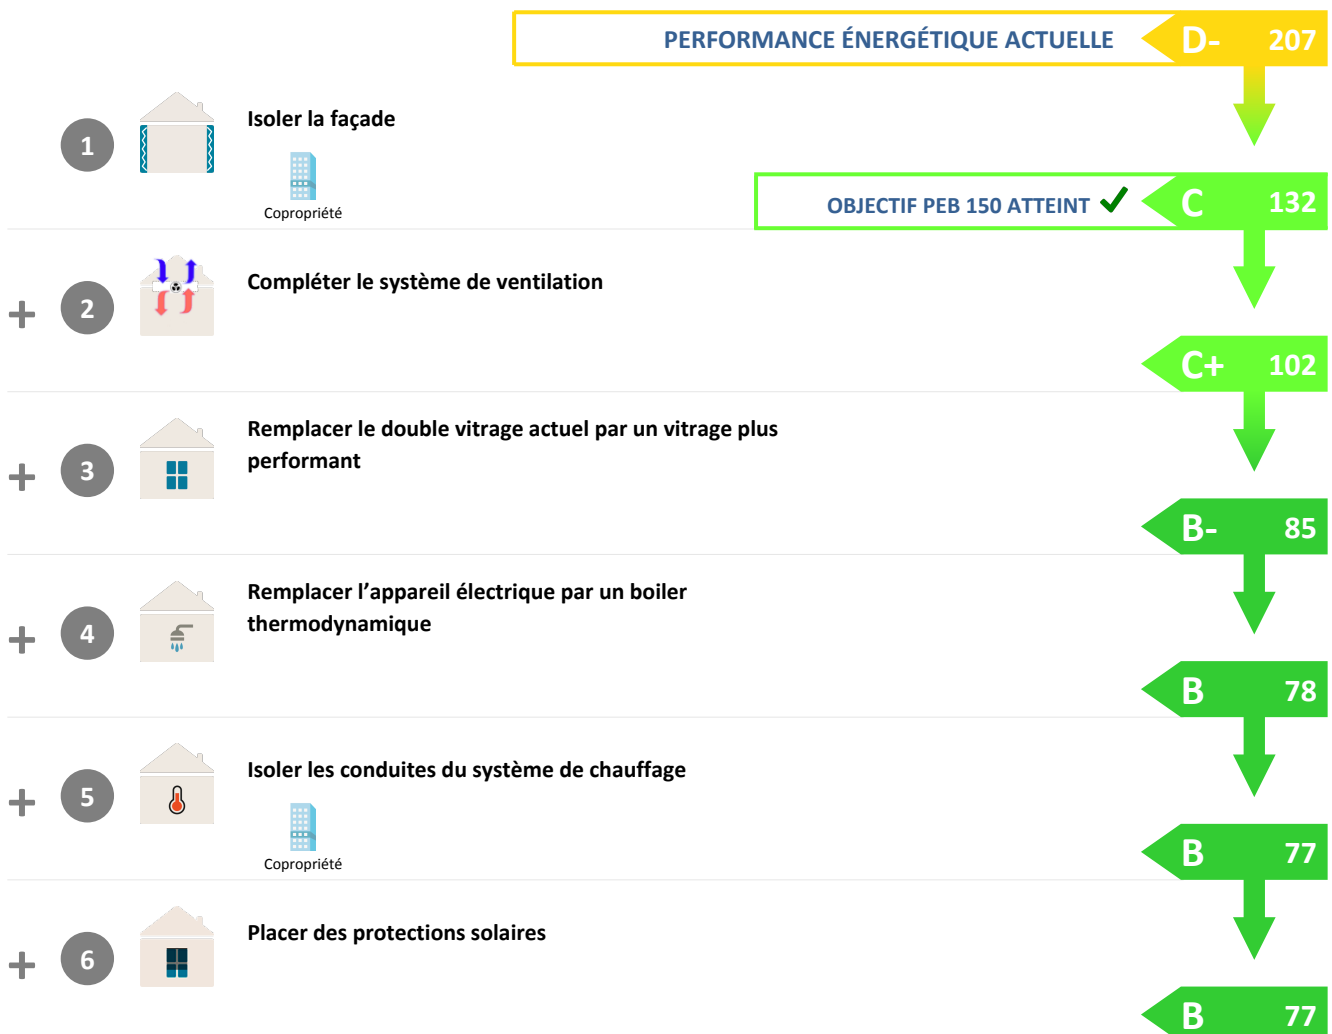 PERFORMANCE ÉNERGÉTIQUE ACTUELLE D- 207
1 Isoler la façade
Copropriété
OBJECTIF PEB 150 ATTEINT ✔ C 132
+ 2 Compléter le système de ventilation
C+ 102
+ 3 Remplacer le double vitrage actuel par un vitrage plus
performant
B- 85
+ 4 Remplacer l’appareil électrique par un boiler
thermodynamique
B 78
+ 5 Isoler les conduites du système de chauffage
Copropriété
B 77
+ 6 Placer des protections solaires
B 77